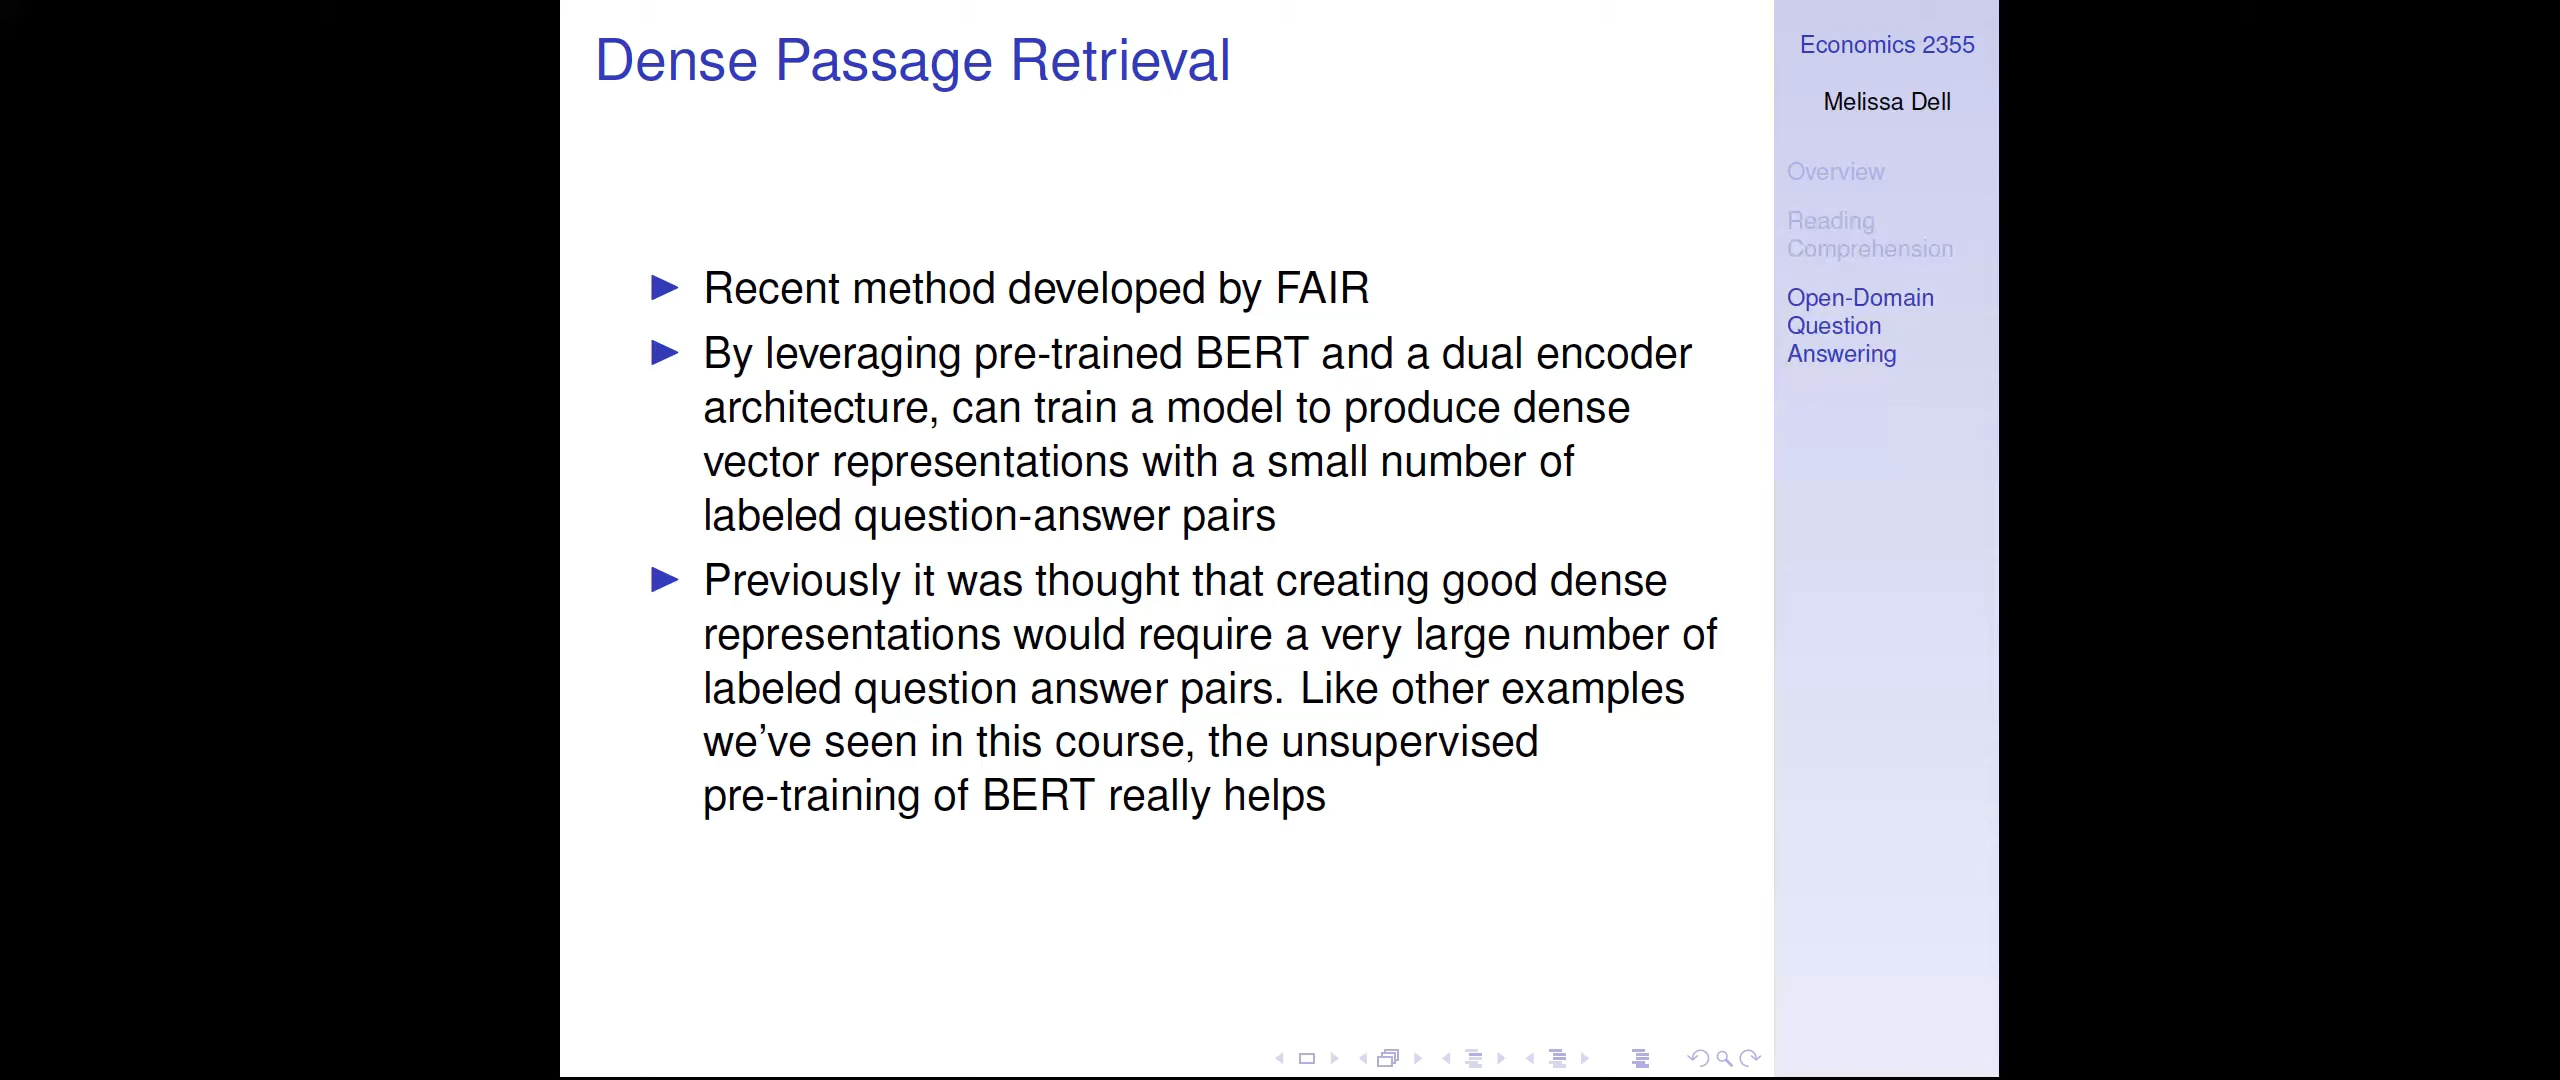 Dense Passage Retrieval
Recent method developed by FAIR
By leveraging pre-trained BERT and a dual encoder
architecture, can train a model to produce dense
vector representations with a small number of
labeled question-answer pairs
Previously it was thought that creating good dense
representations would require a very large number of
labeled question answer pairs. Like other examples
we've seen in this course, the unsupervised
pre-training of BERT really helps
Economics 2355
Melissa Dell
Overview
Reading
Comprehension
Open-Domain
Question
Answering